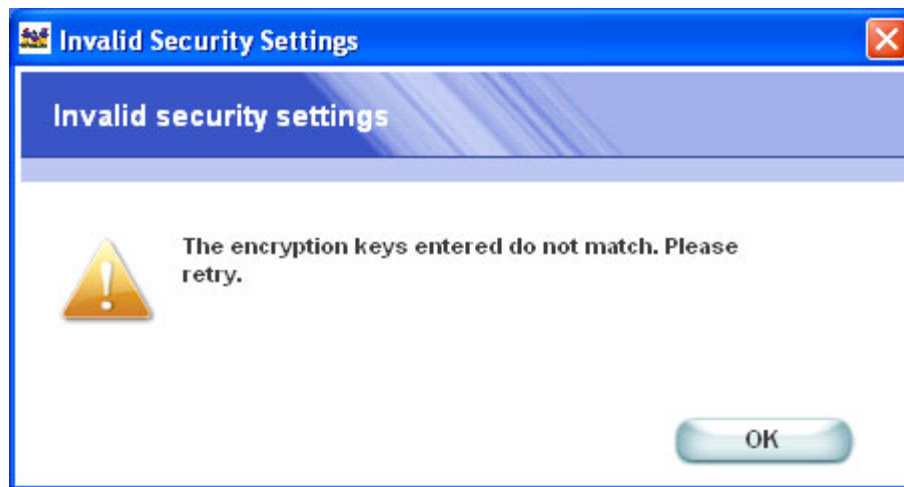 Invalid Security Settings
Invalid security settings
The encryption keys entered do not match. Please
retry.
OK